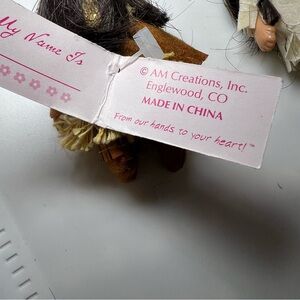 My Name Is
© AM Creations, Inc.
Englewood, CO
MADE IN CHINA
From our hands to your heart!™